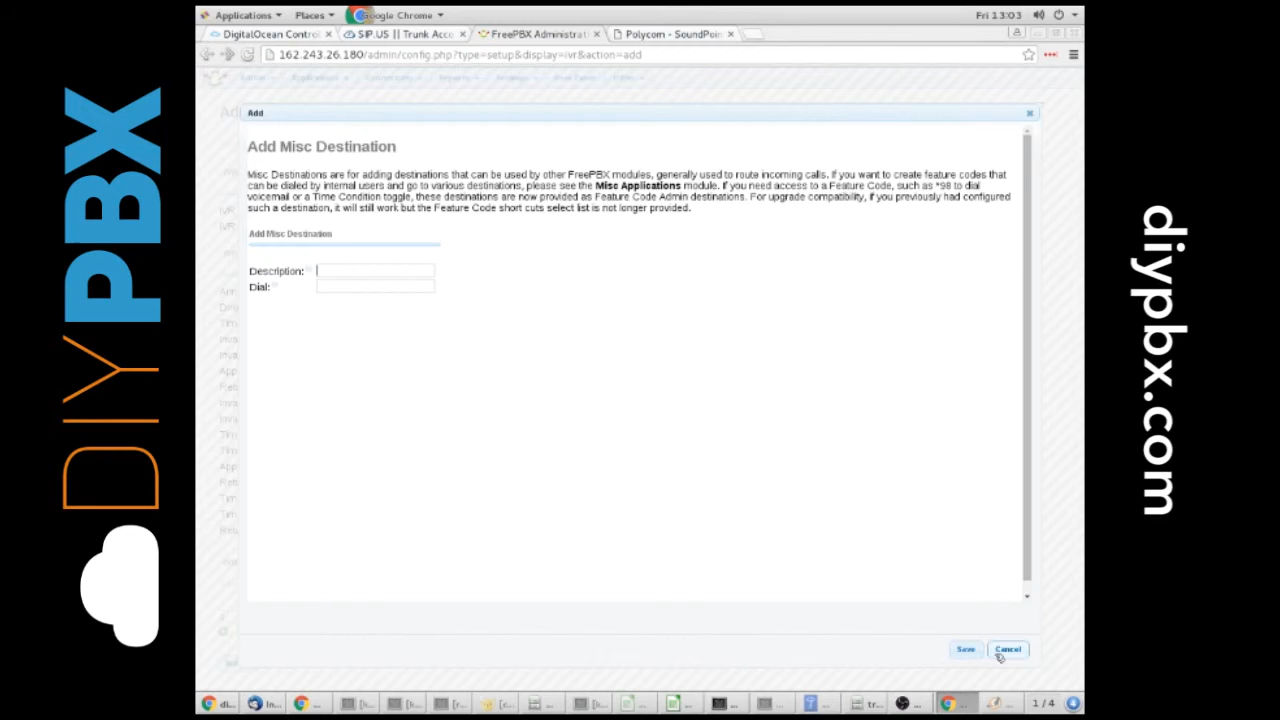 Applications
Places
Google Chrome
Fri 13:03
DigitalOcean Control
SIP.US || Trunk Acco
FreePBX Administrat
Polycom - SoundPoin
162.243.26.180/admin/config.php?type=setup&display=ivr&action=add
Add
Add Misc Destination
Misc Destinations are for adding destinations that can be used by other FreePBX modules, generally used to route incoming calls. If you want to create feature codes that
can be dialed by internal users and go to various destinations, please see the Misc Applications module. If you need access to a Feature Code, such as *98 to dial
voicemail or a Time Condition toggle, these destinations are now provided as Feature Code Admin destinations. For upgrade compatibility, if you previously had configured
such a destination, it will still work but the Feature Code short cuts select list is not longer provided.
Add Misc Destination
Description:
Dial:
Save
Cancel
1 / 4
DIYPBX
diypbx.com